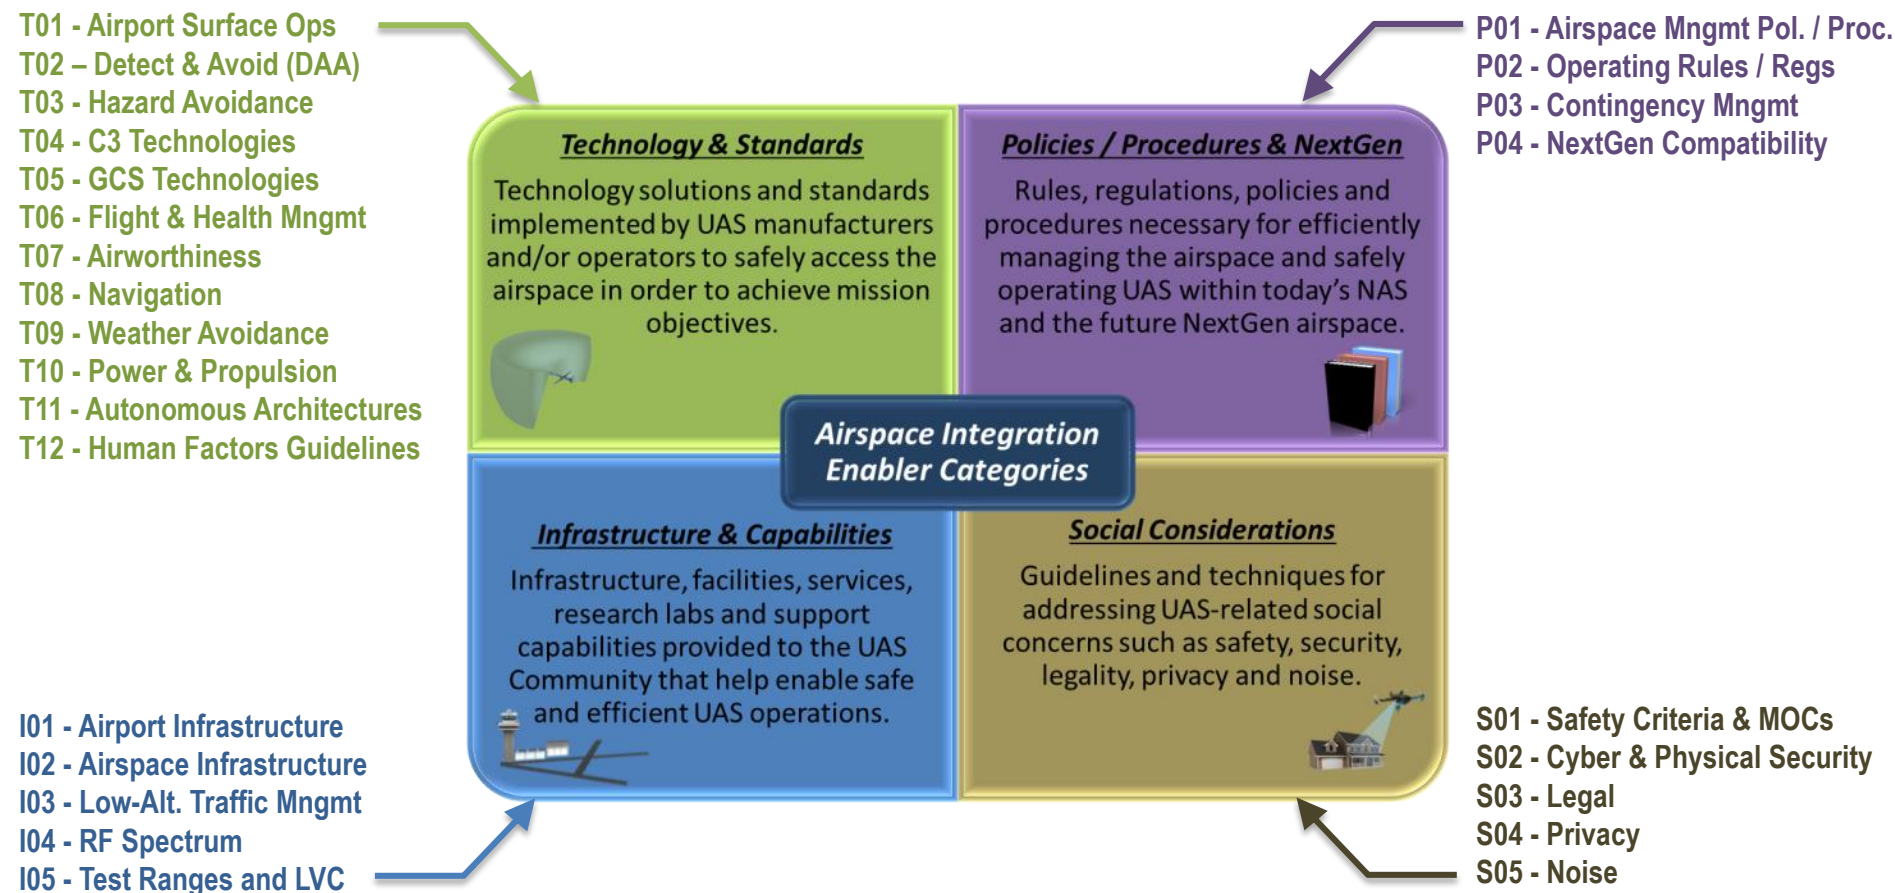 T01 - Airport Surface Ops
T02 – Detect & Avoid (DAA)
T03 - Hazard Avoidance
T04 - C3 Technologies
T05 - GCS Technologies
T06 - Flight & Health Mngmt
T07 - Airworthiness
T08 - Navigation
T09 - Weather Avoidance
T10 - Power & Propulsion
T11 - Autonomous Architectures
T12 - Human Factors Guidelines
P01 - Airspace Mngmt Pol. / Proc.
P02 - Operating Rules / Regs
P03 - Contingency Mngmt
P04 - NextGen Compatibility
Technology & Standards
Technology solutions and standards
implemented by UAS manufacturers
and/or operators to safely access the
airspace in order to achieve mission
objectives.
Policies / Procedures & NextGen
Rules, regulations, policies and
procedures necessary for efficiently
managing the airspace and safely
operating UAS within today's NAS
and the future NextGen airspace.
Airspace Integration
Enabler Categories
Infrastructure & Capabilities
Infrastructure, facilities, services,
research labs and support
capabilities provided to the UAS
Community that help enable safe
and efficient UAS operations.
Social Considerations
Guidelines and techniques for
addressing UAS-related social
concerns such as safety, security,
legality, privacy and noise.
I01 - Airport Infrastructure
I02 - Airspace Infrastructure
I03 - Low-Alt. Traffic Mngmt
I04 - RF Spectrum
I05 - Test Ranges and LVC
S01 - Safety Criteria & MOCs
S02 - Cyber & Physical Security
S03 - Legal
S04 - Privacy
S05 - Noise